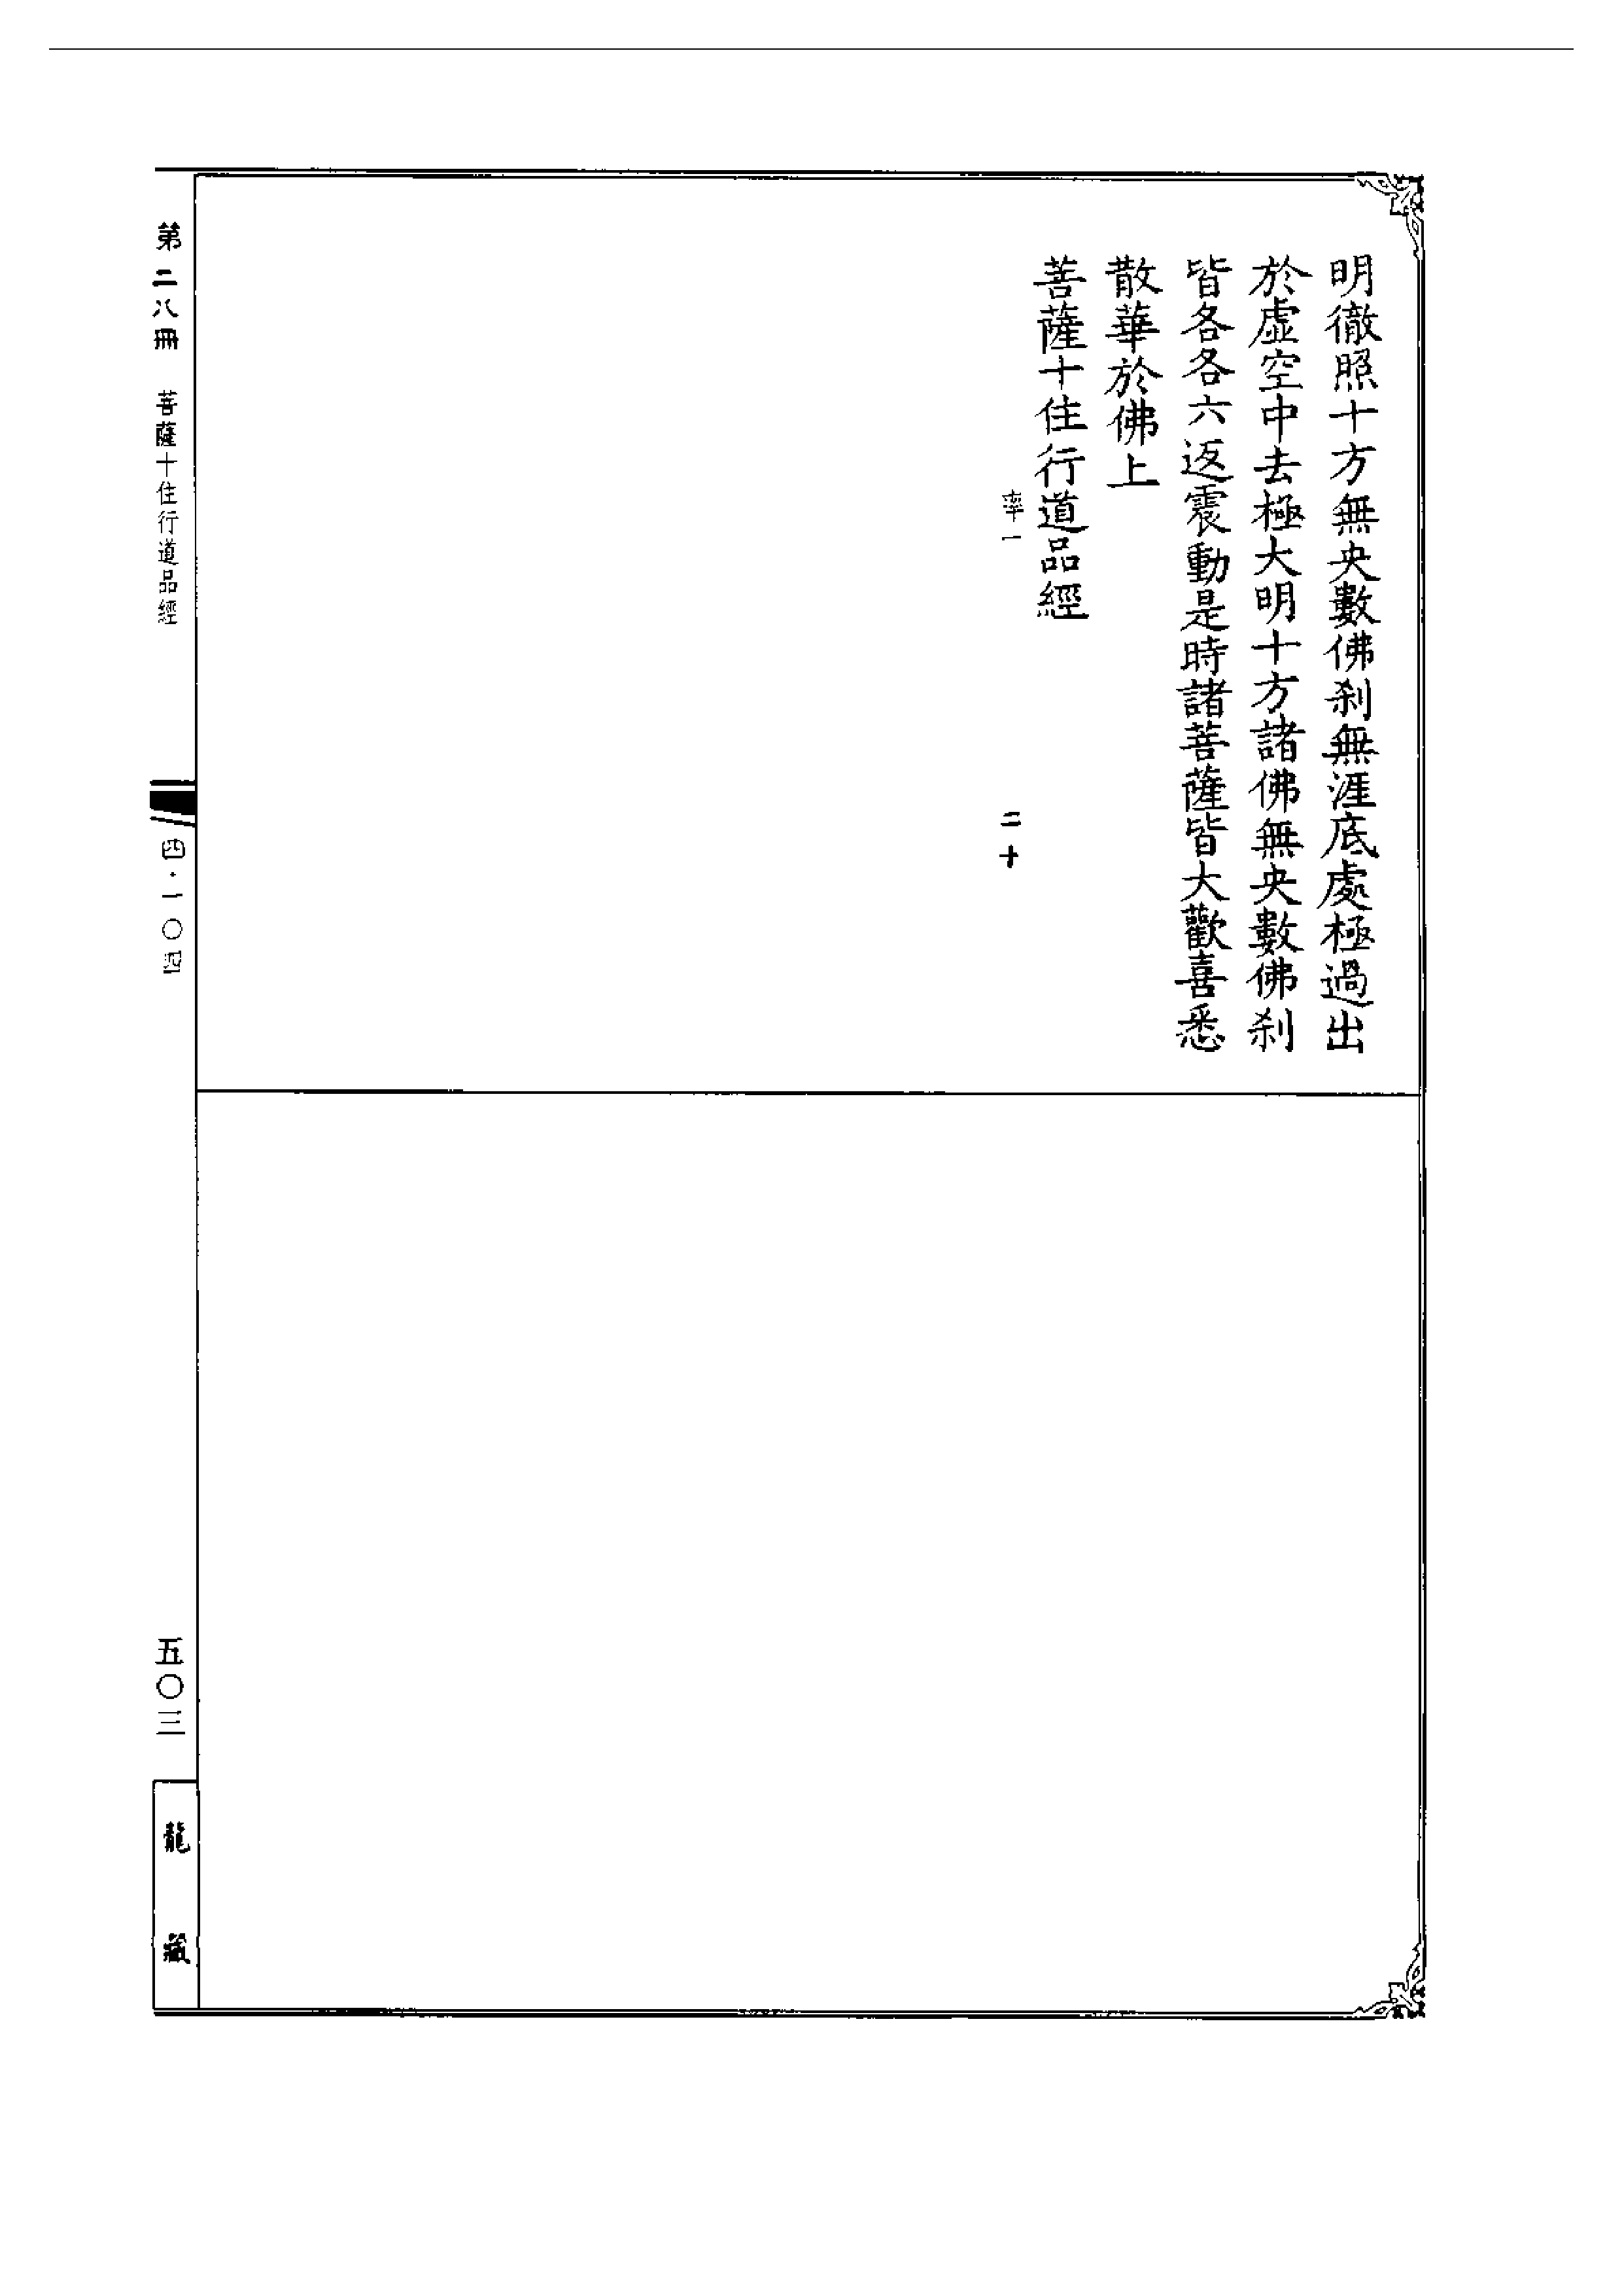 明徹照十方無央數佛刹無涯底處極過出
於虛空中去極大明十方諸佛無央數佛刹
皆各各六返震動是時諸菩薩皆大歡喜悉
散華於佛上
菩薩十住行道品經
率一
二十
第二八冊 菩薩十住行道品經
四·一〇四
五〇三
龍藏